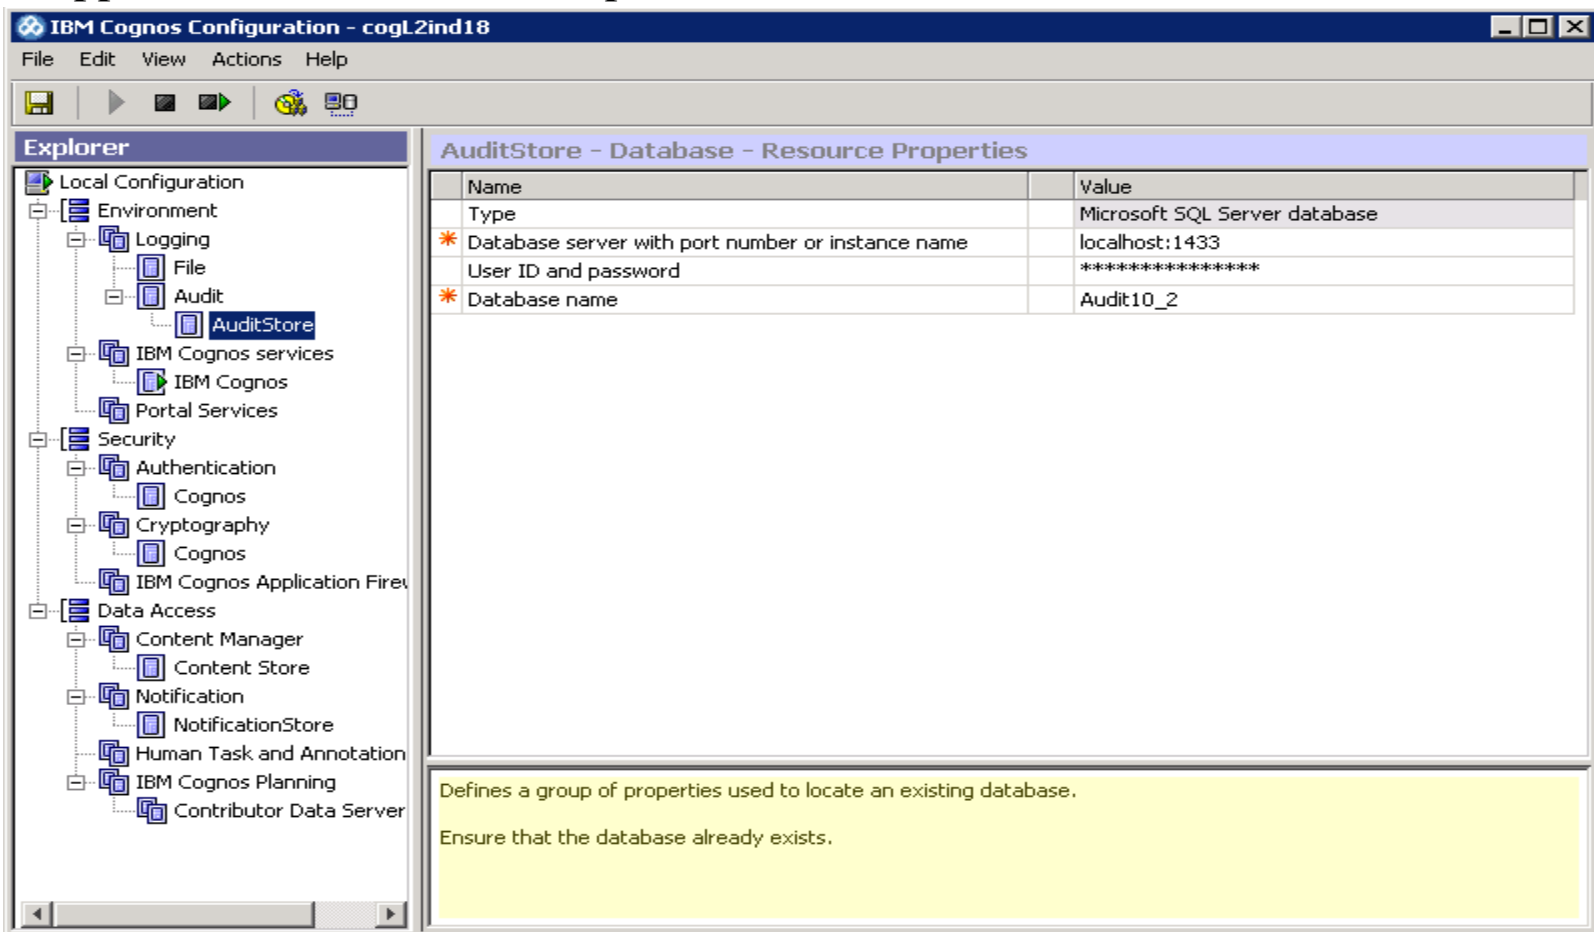 IBM Cognos Configuration - cogL2ind18
File Edit View Actions Help
Explorer
Local Configuration
Environment
Logging
File
Audit
AuditStore
IBM Cognos services
IBM Cognos
Portal Services
Security
Authentication
Cognos
Cryptography
Cognos
IBM Cognos Application Firew
Data Access
Content Manager
Content Store
Notification
NotificationStore
Human Task and Annotation
IBM Cognos Planning
Contributor Data Server
AuditStore - Database - Resource Properties
Name Value
Type Microsoft SQL Server database
* Database server with port number or instance name localhost:1433
User ID and password ***************
* Database name Audit10_2
Defines a group of properties used to locate an existing database.
Ensure that the database already exists.